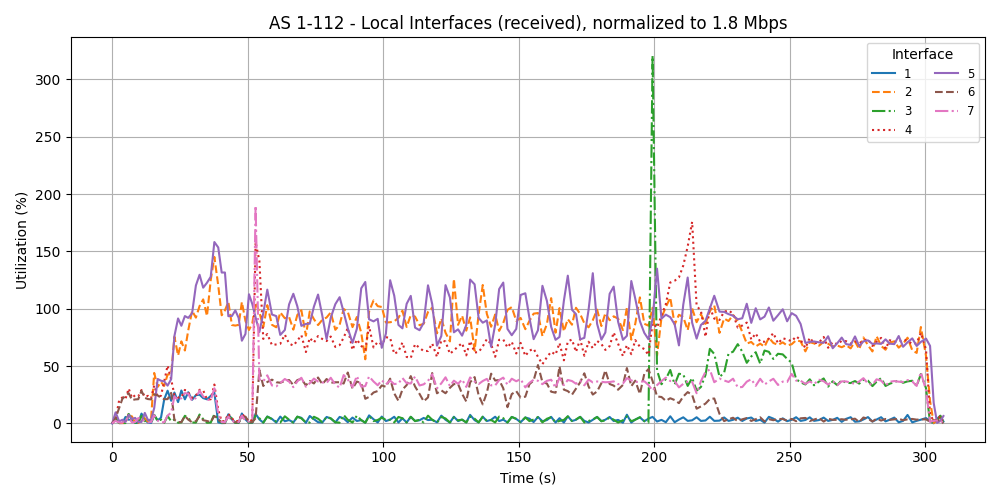 AS 1-112 - Local Interfaces (received), normalized to 1.8 Mbps
Interface
1
2
3
4
5
6
7
Utilization (%)
300
250
200
150
100
50
0
0 50 100 150 200 250 300
Time (s)